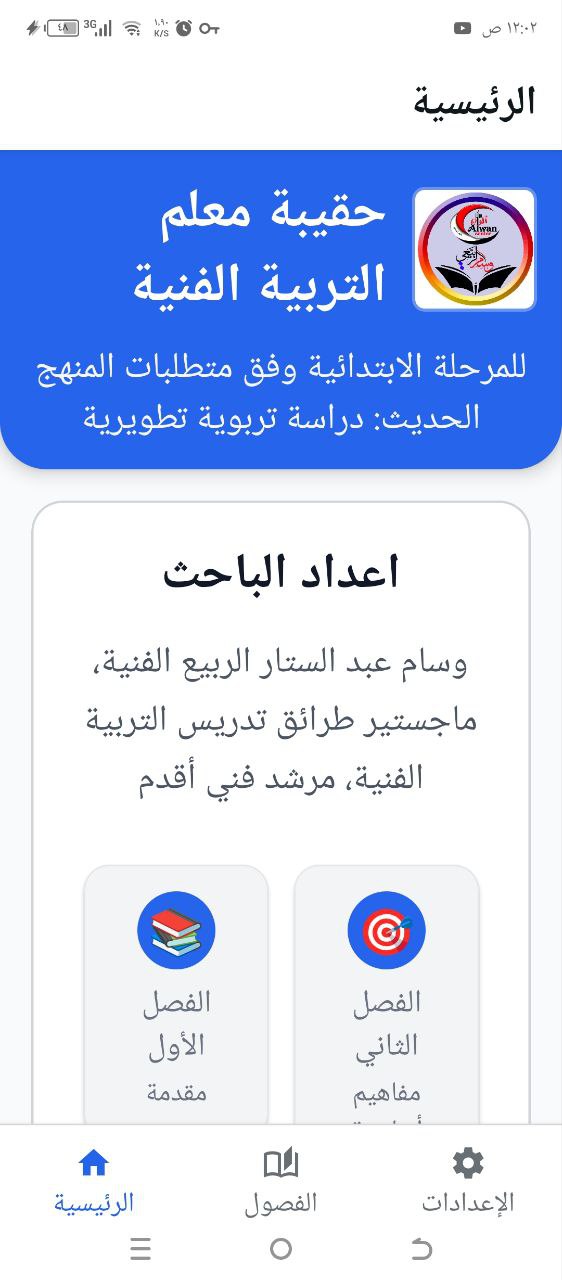 ١٢:٠٢ ص
١,٩٠ K/S
3G
٤٨
الرئيسية
Alwan
حقيبة معلم
التربية الفنية
للمرحلة الابتدائية وفق متطلبات المنهج
الحديث: دراسة تربوية تطويرية
اعداد الباحث
وسام عبد الستار الربيع الفنية،
ماجستير طرائق تدريس التربية
الفنية، مرشد فني أقدم
الفصل
الأول
مقدمة
الفصل
الثاني
مفاهيم
الرئيسية
الفصول
الإعدادات